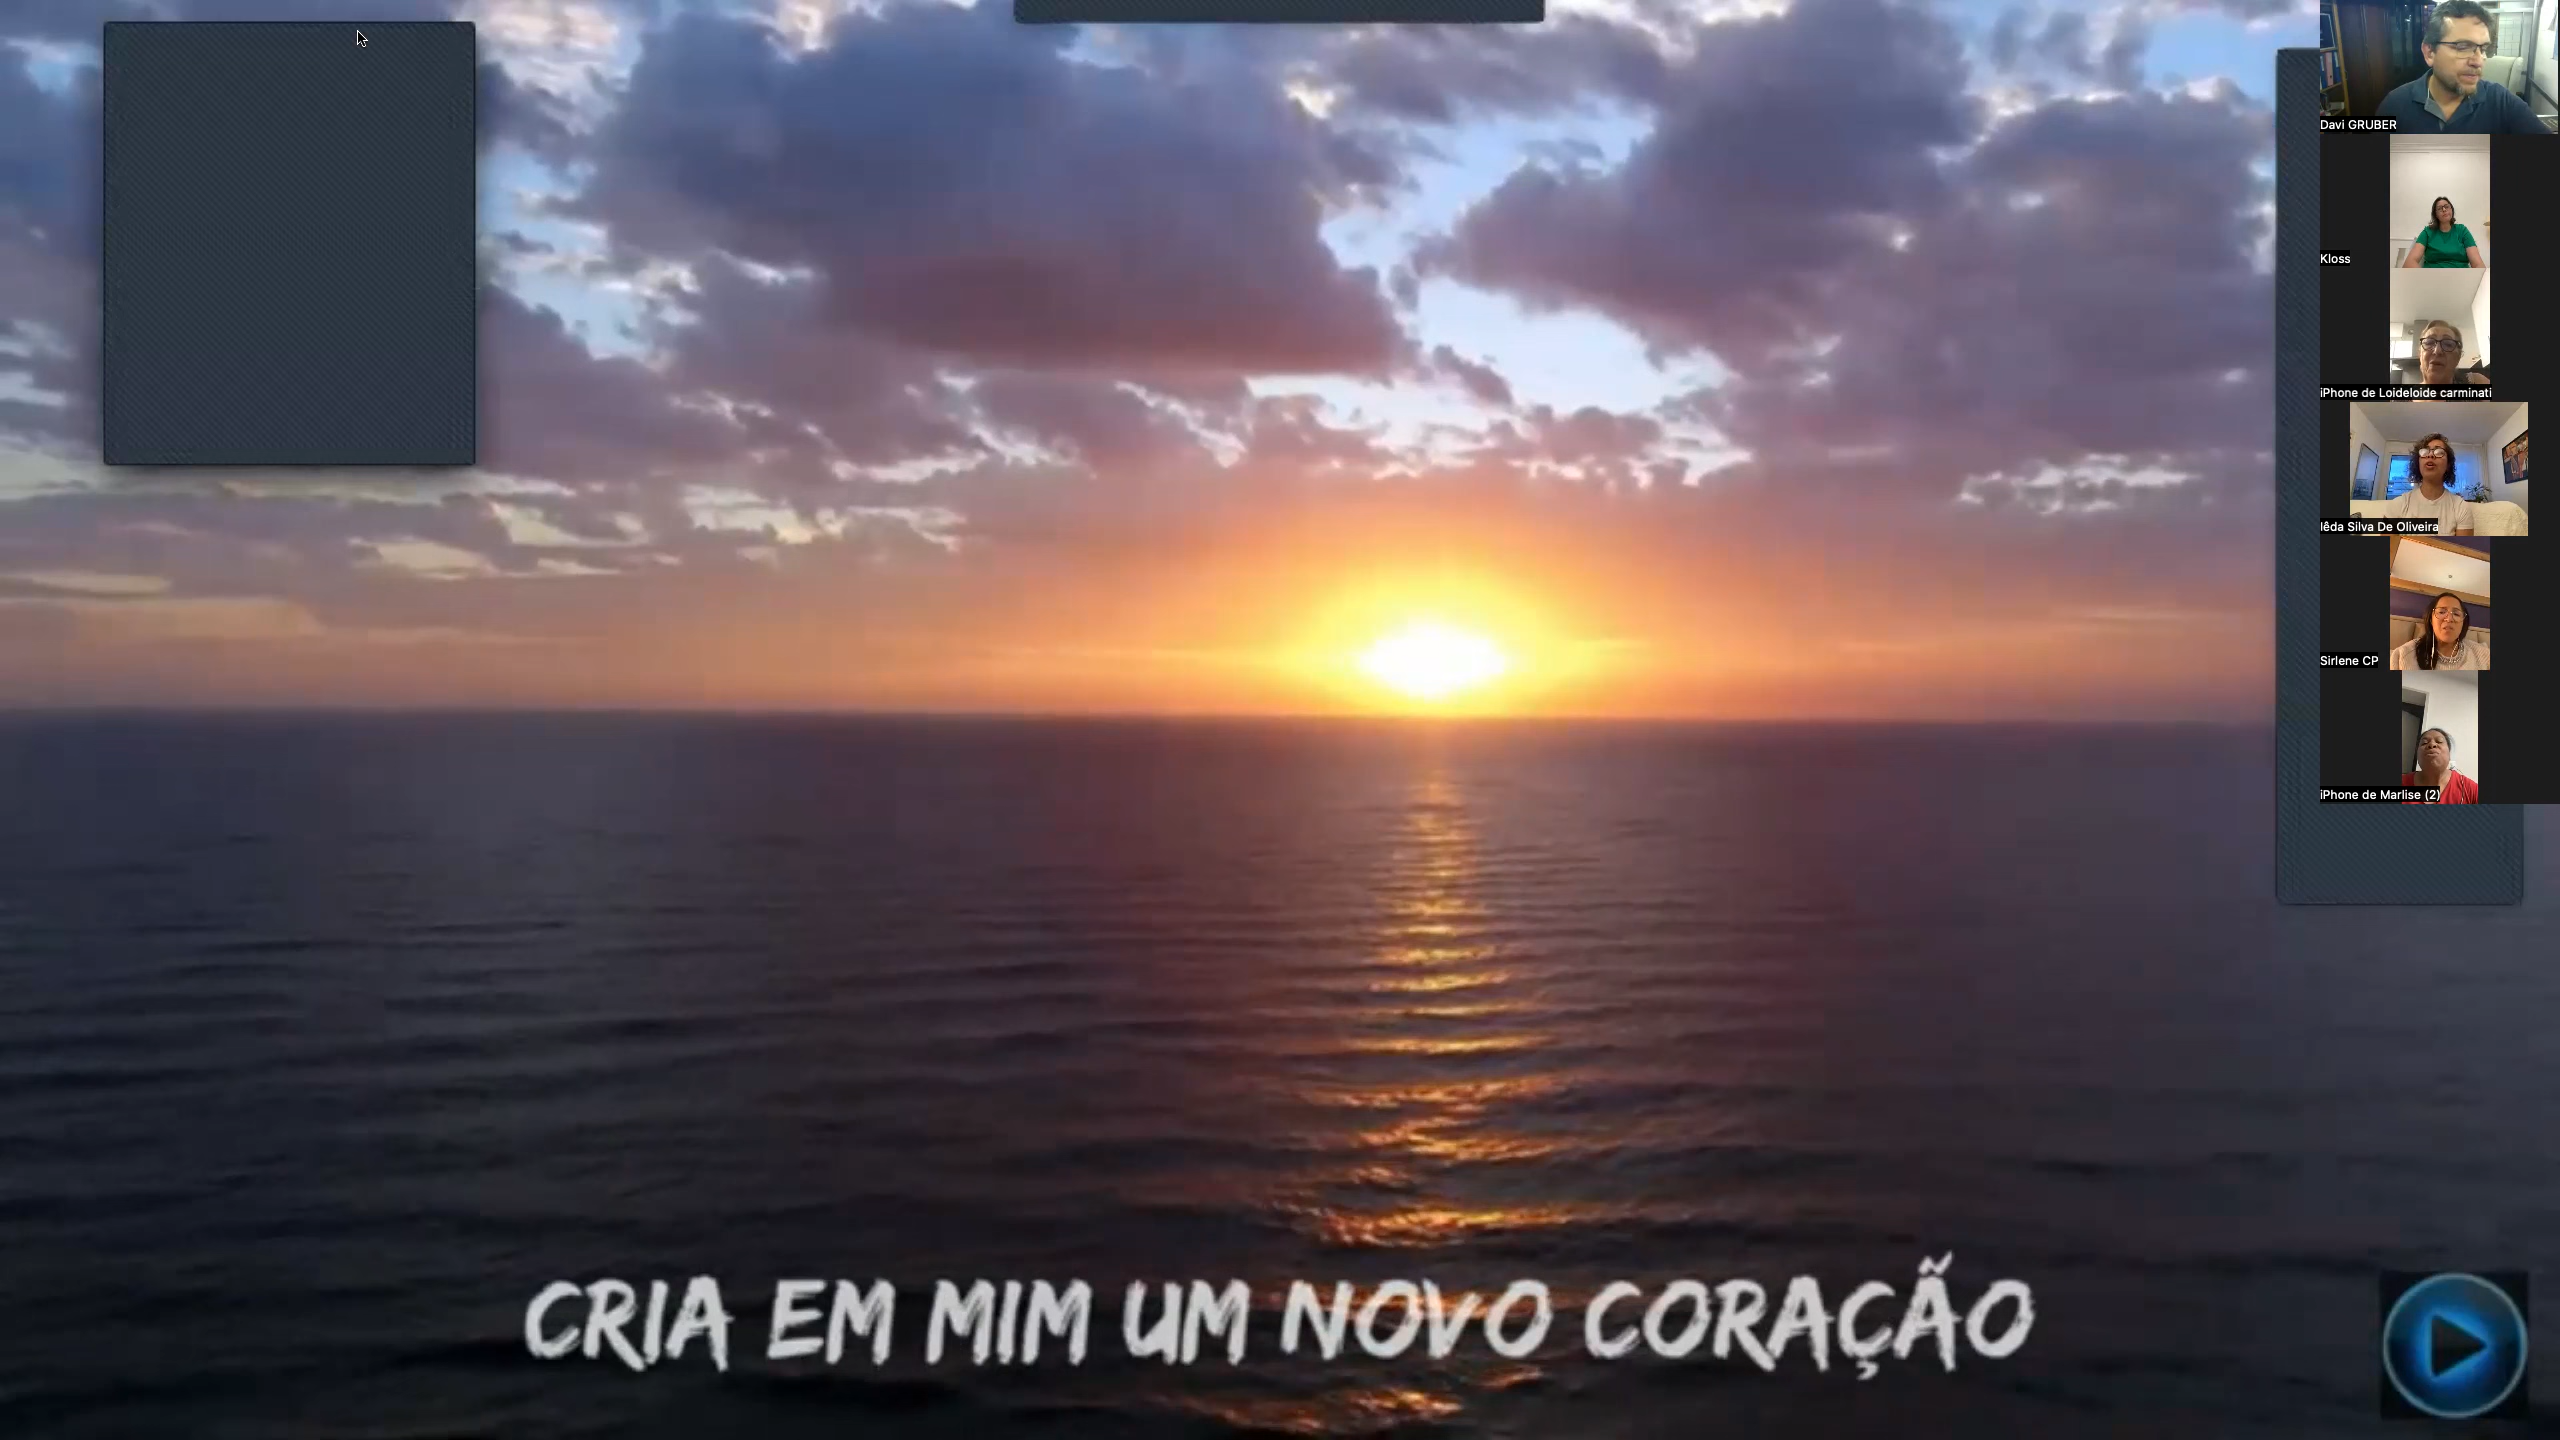 Davi GRUBER
Kloss
iPhone de Loideloide carminati
Iêda Silva De Oliveira
Sirlene CP
iPhone de Marlise (2)
CRIA EM MIM UM NOVO CORAÇÃO